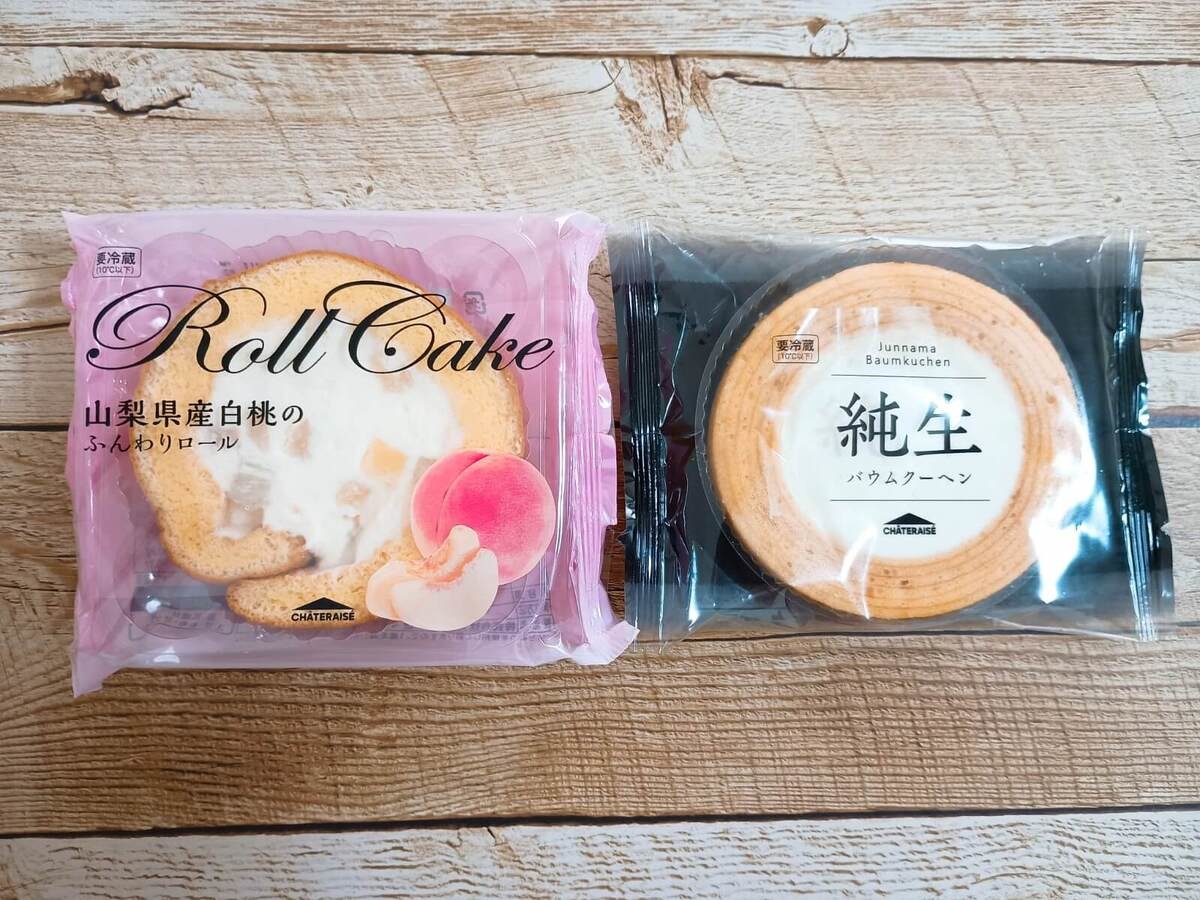 要冷蔵
(10℃以下)
Roll Cake
山梨県産白桃の
ふんわりロール
CHÂTERAISÉ
Junnama
Baumkuchen
要冷蔵
(10℃以下)
純生
バウムクーヘン
CHÂTERAISÉ